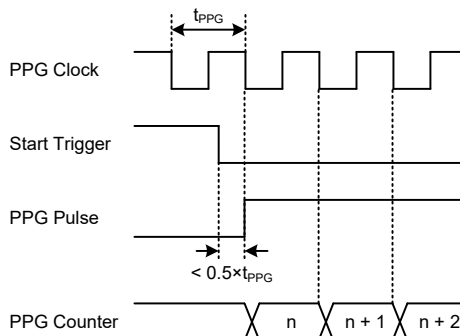 tPPG
PPG Clock
Start Trigger
PPG Pulse
< 0.5×tPPG
PPG Counter
n
n + 1
n + 2